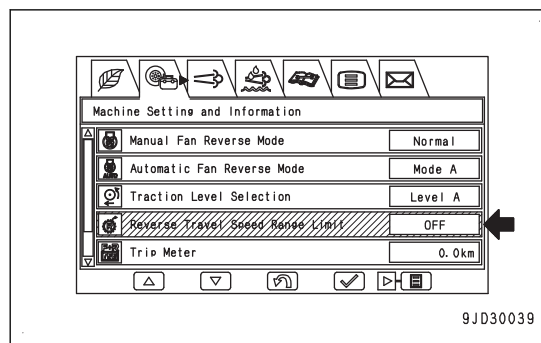 Machine Setting and Information
Manual Fan Reverse Mode Normal
AUTO Automatic Fan Reverse Mode Mode A
Traction Level Selection Level A
Reverse Travel Speed Range Limit OFF
Trip Meter 0.0km
9JD30039